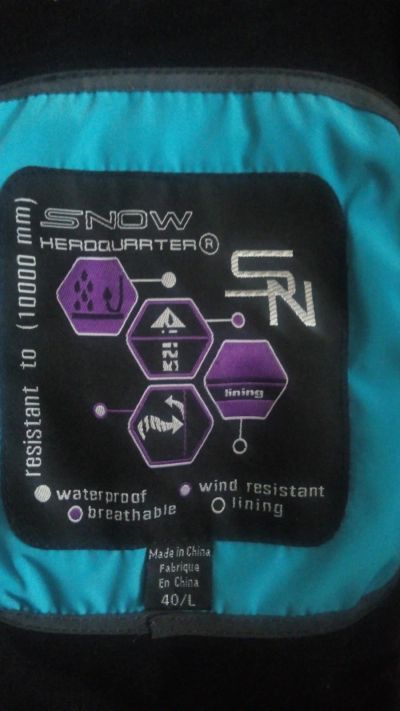 SNOW
HEADQUARTER®
SN
resistant to (10000 mm)
lining
waterproof
wind resistant
breathable
lining
Made in China
Fabrique
En China
40/L